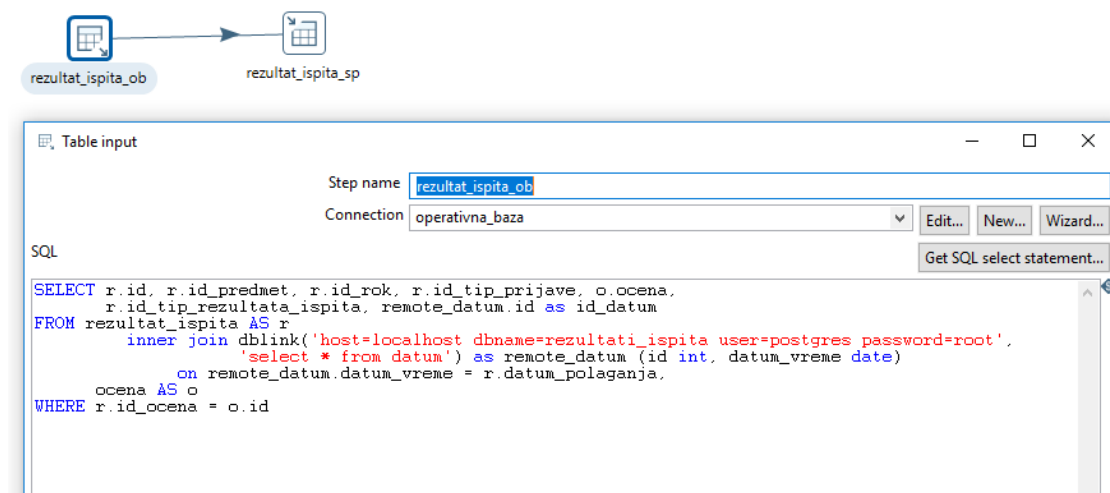 rezultat_ispita_ob
rezultat_ispita_sp
Table input
Step name rezultat_ispita_ob
Connection operativna_baza Edit... New... Wizard...
SQL Get SQL select statement...
SELECT r.id, r.id_predmet, r.id_rok, r.id_tip_prijave, o.ocena,
r.id_tip_rezultata_ispita, remote_datum.id as id_datum
FROM rezultat_ispita AS r
inner join dblink('host=localhost dbname=rezultati_ispita user=postgres password=root',
'select * from datum') as remote_datum (id int, datum_vreme date)
on remote_datum.datum_vreme = r.datum_polaganja,
ocena AS o
WHERE r.id_ocena = o.id